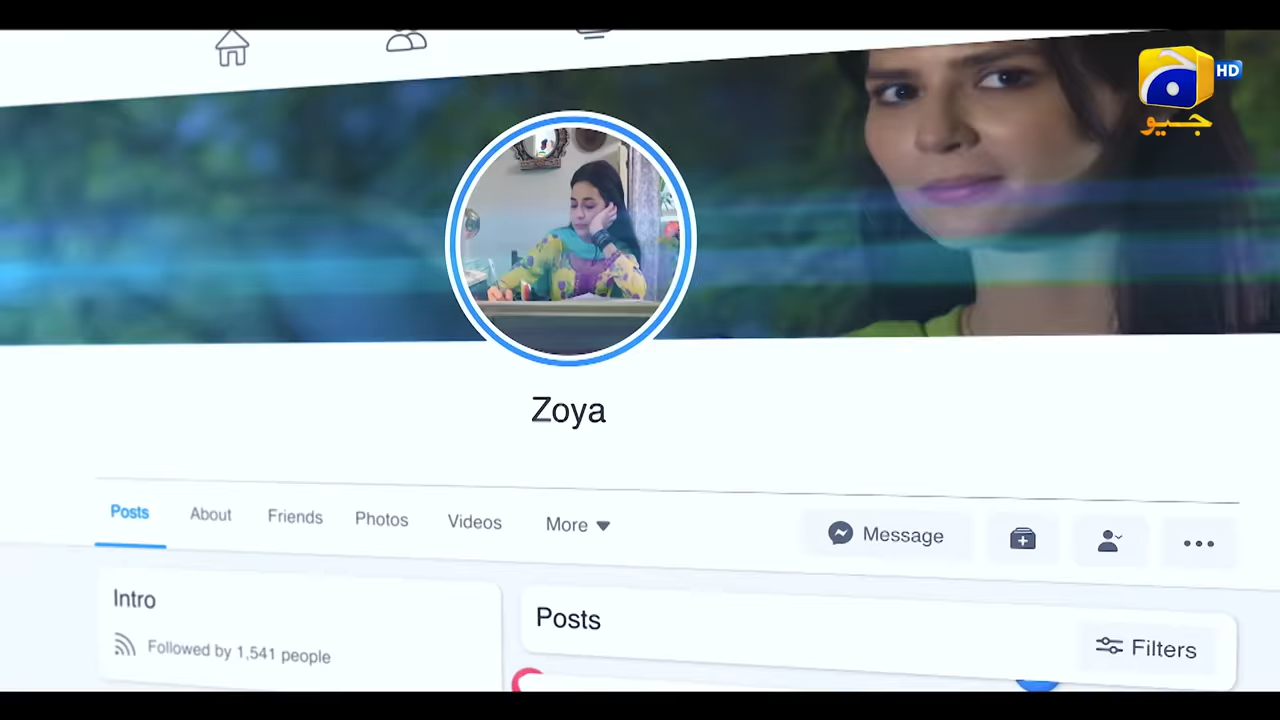 HD
جیو
Zoya
Posts About Friends Photos Videos More
Message
Intro
Followed by 1,541 people
Posts
Filters